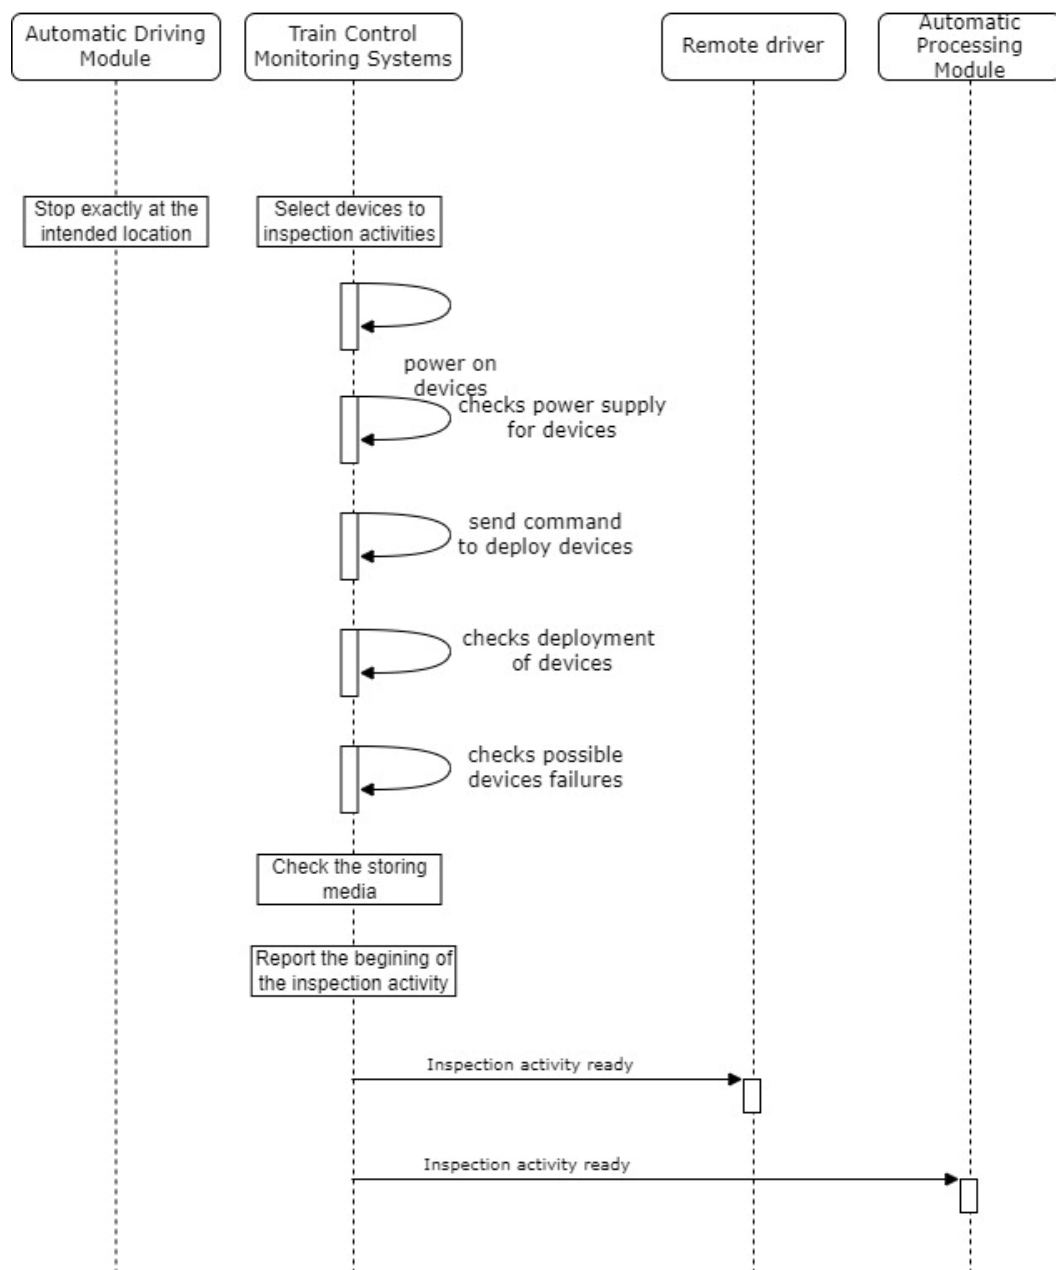 Automatic Driving
Module
Train Control
Monitoring Systems
Remote driver
Automatic
Processing
Module
Stop exactly at the
intended location
Select devices to
inspection activities
power on
devices
checks power supply
for devices
send command
to deploy devices
checks deployment
of devices
checks possible
devices failures
Check the storing
media
Report the begining of
the inspection activity
Inspection activity ready
Inspection activity ready